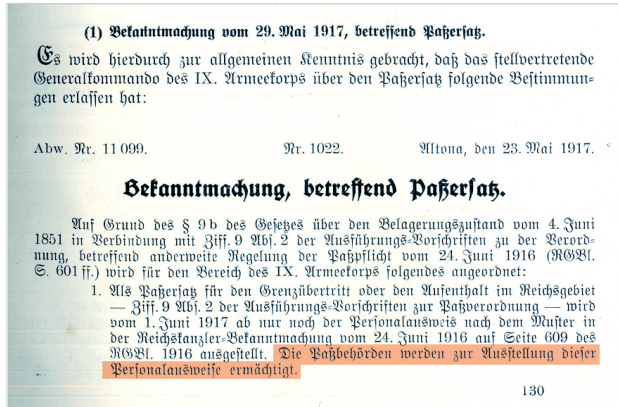 (1) Bekanntmachung vom 29. Mai 1917, betreffend Paßersatz.
Es wird hierdurch zur allgemeinen Kenntnis gebracht, daß das stellvertretende
Generalkommando des IX. Armeekorps über den Paßersatz folgende Bestimmun-
gen erlassen hat:
Abw. Nr. 11 099. Nr. 1022. Altona, den 23. Mai 1917.
Bekanntmachung, betreffend Paßersatz.
Auf Grund des § 9 b des Gesetzes über den Belagerungszustand vom 4. Juni
1851 in Verbindung mit Ziff. 9 Abs. 2 der Ausführungs-Vorschriften zu der Verord-
nung, betreffend anderweite Regelung der Paßpflicht vom 24. Juni 1916 (RGBl.
S. 601 ff.) wird für den Bereich des IX. Armeekorps folgendes angeordnet:
1. Als Paßersatz für den Grenzübertritt oder den Aufenthalt im Reichsgebiet
— Ziff. 9 Abs. 2 der Ausführungs-Vorschriften zur Paßverordnung — wird
vom 1. Juni 1917 ab nur noch der Personalausweis nach dem Muster in
der Reichskanzler-Bekanntmachung vom 24. Juni 1916 auf Seite 609 des
RGBl. 1916 ausgestellt. Die Paßbehörden werden zur Ausstellung dieser
Personalausweise ermächtigt.
130